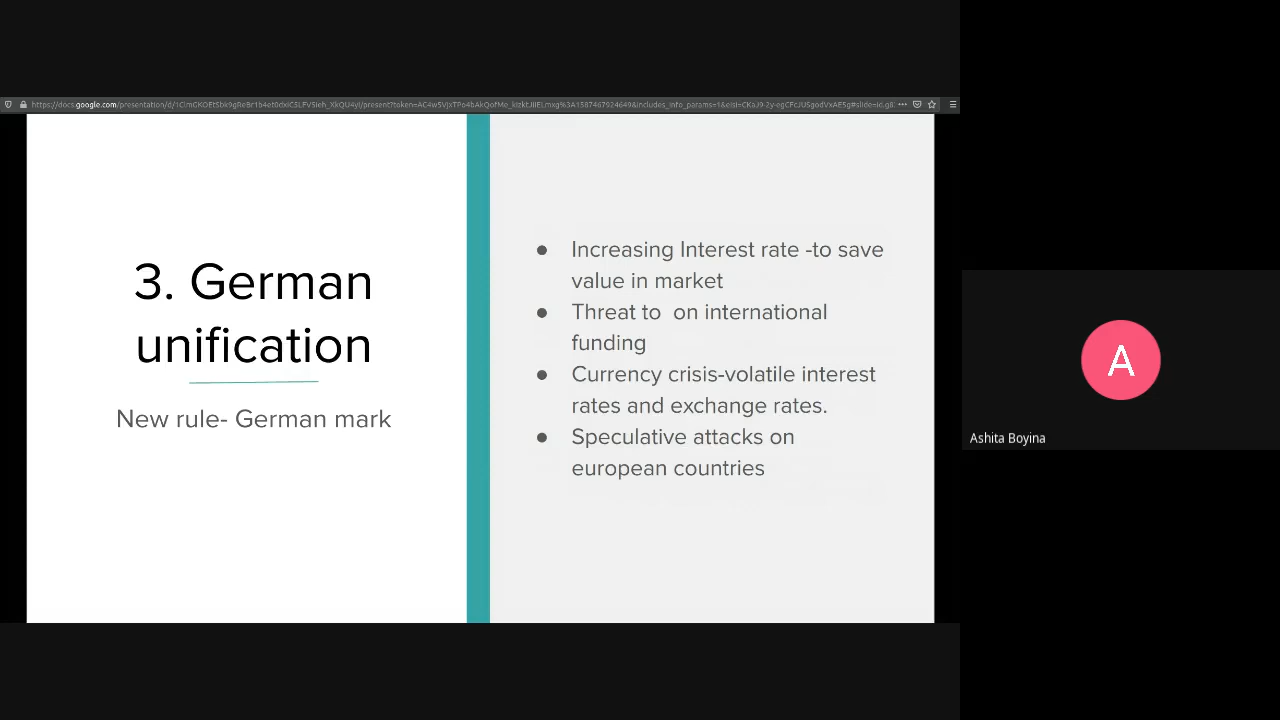 3. German
unification
New rule- German mark
● Increasing Interest rate -to save
value in market
● Threat to  on international
funding
● Currency crisis-volatile interest
rates and exchange rates.
● Speculative attacks on
european countries
A
Ashita Boyina